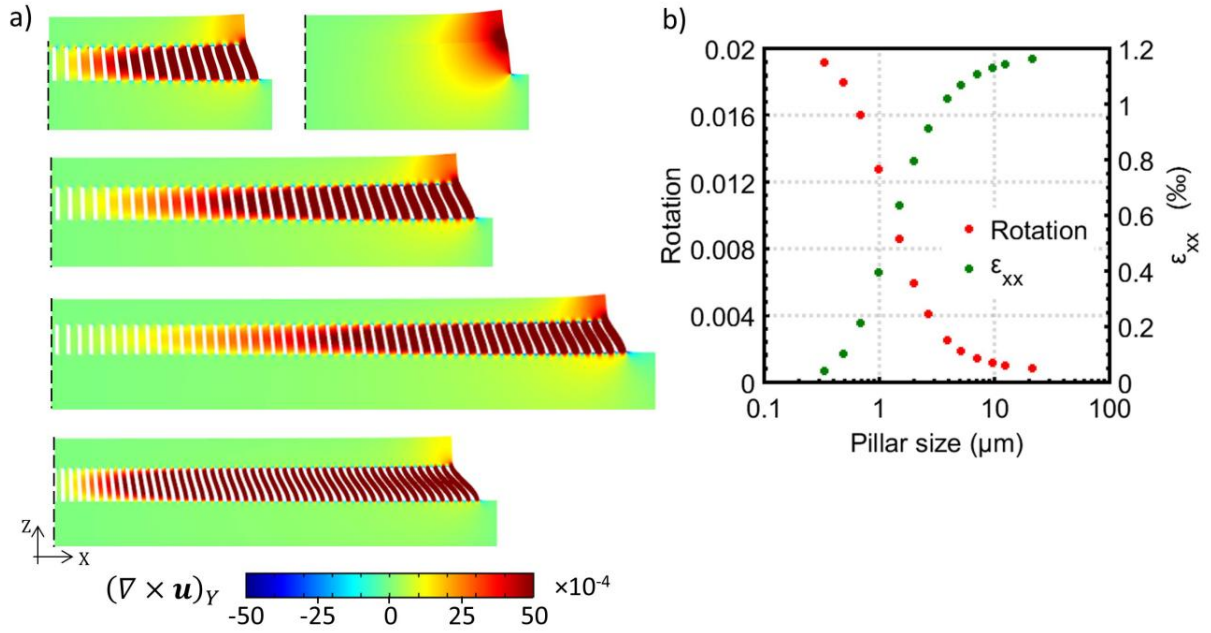 a)
Z
X
(∇ × u)Y
-50 -25 0 25 50
×10-4
b)
0.02
0.016
0.012
0.008
0.004
0
Rotation
1.2
1
0.8
0.6
0.4
0.2
0
εxx (‰)
Rotation
εxx
0.1 1 10 100
Pillar size (μm)